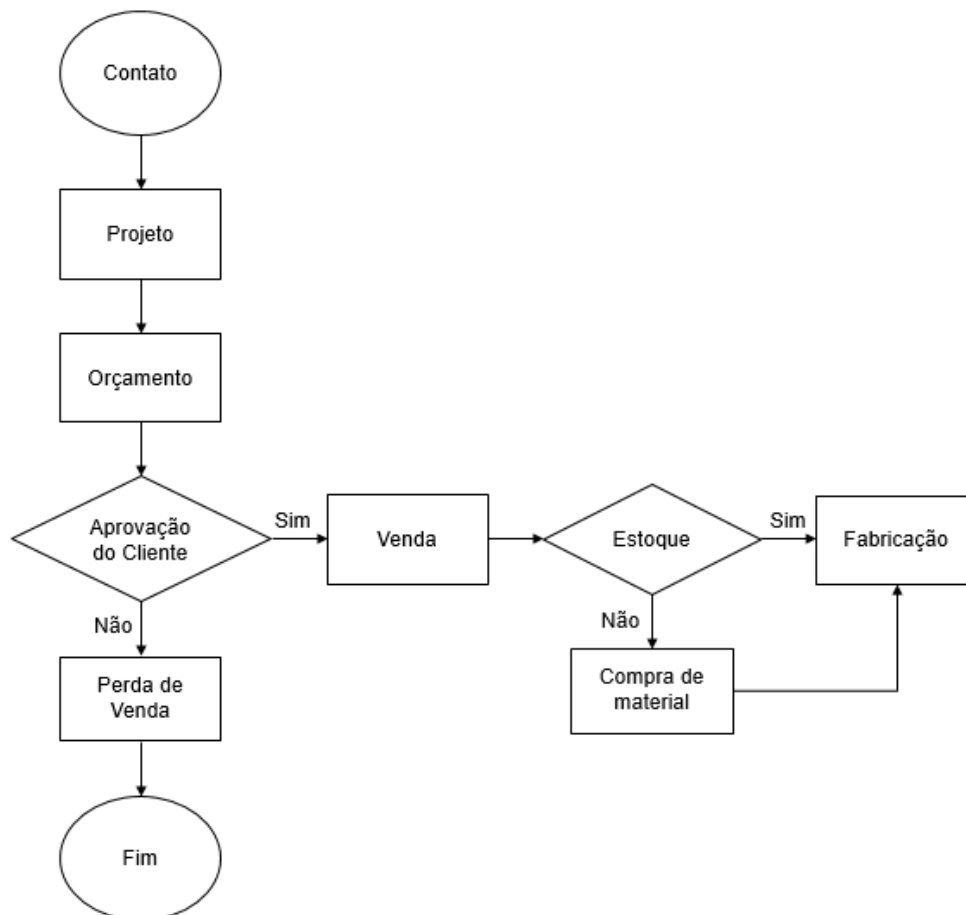 Contato
Projeto
Orçamento
Aprovação
do Cliente
Sim
Venda
Estoque
Sim
Fabricação
Não
Perda de
Venda
Não
Compra de
material
Fim